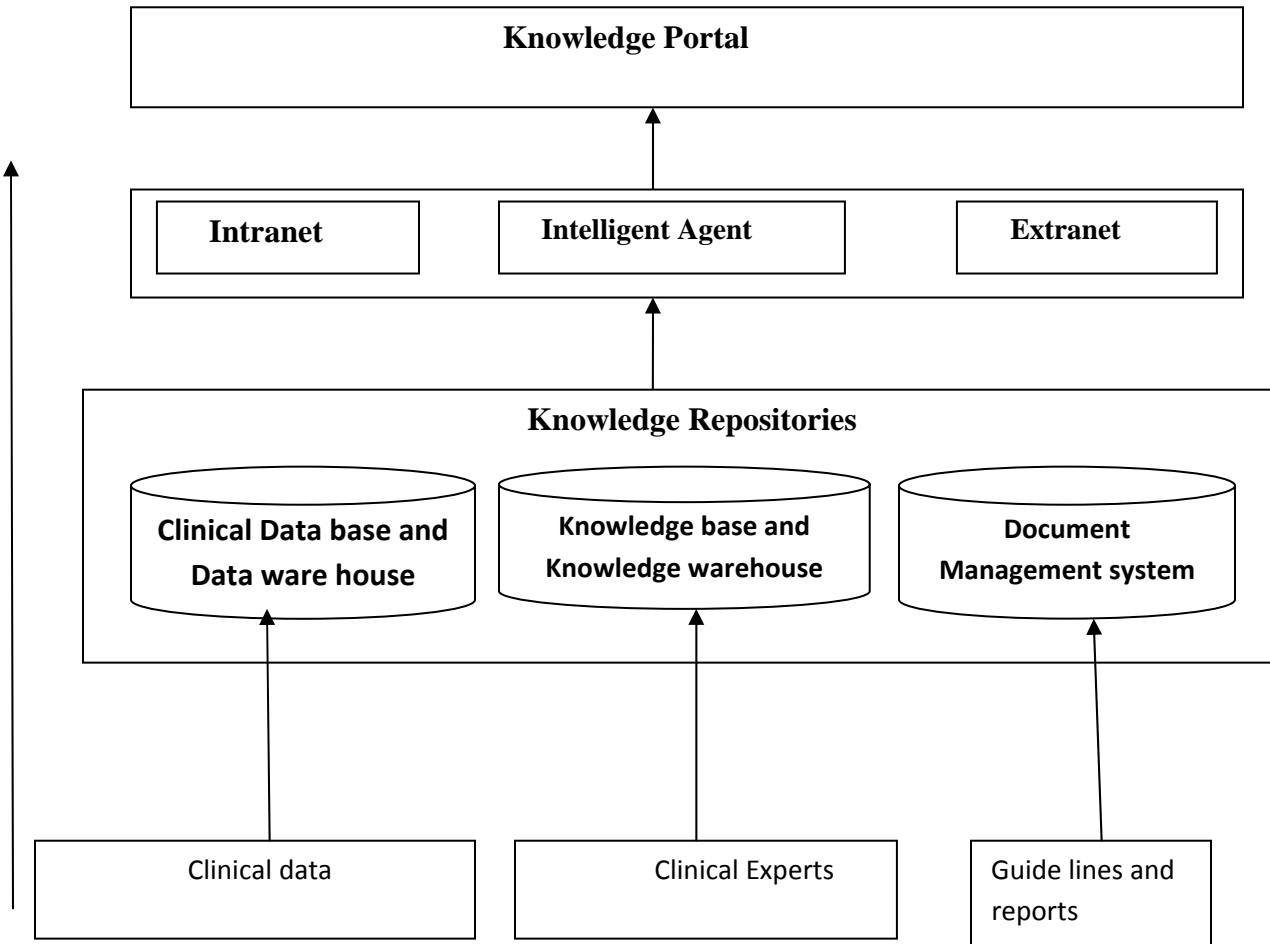 Knowledge Portal
Intranet
Intelligent Agent
Extranet
Knowledge Repositories
Clinical Data base and
Data ware house
Knowledge base and
Knowledge warehouse
Document
Management system
Clinical data
Clinical Experts
Guide lines and
reports